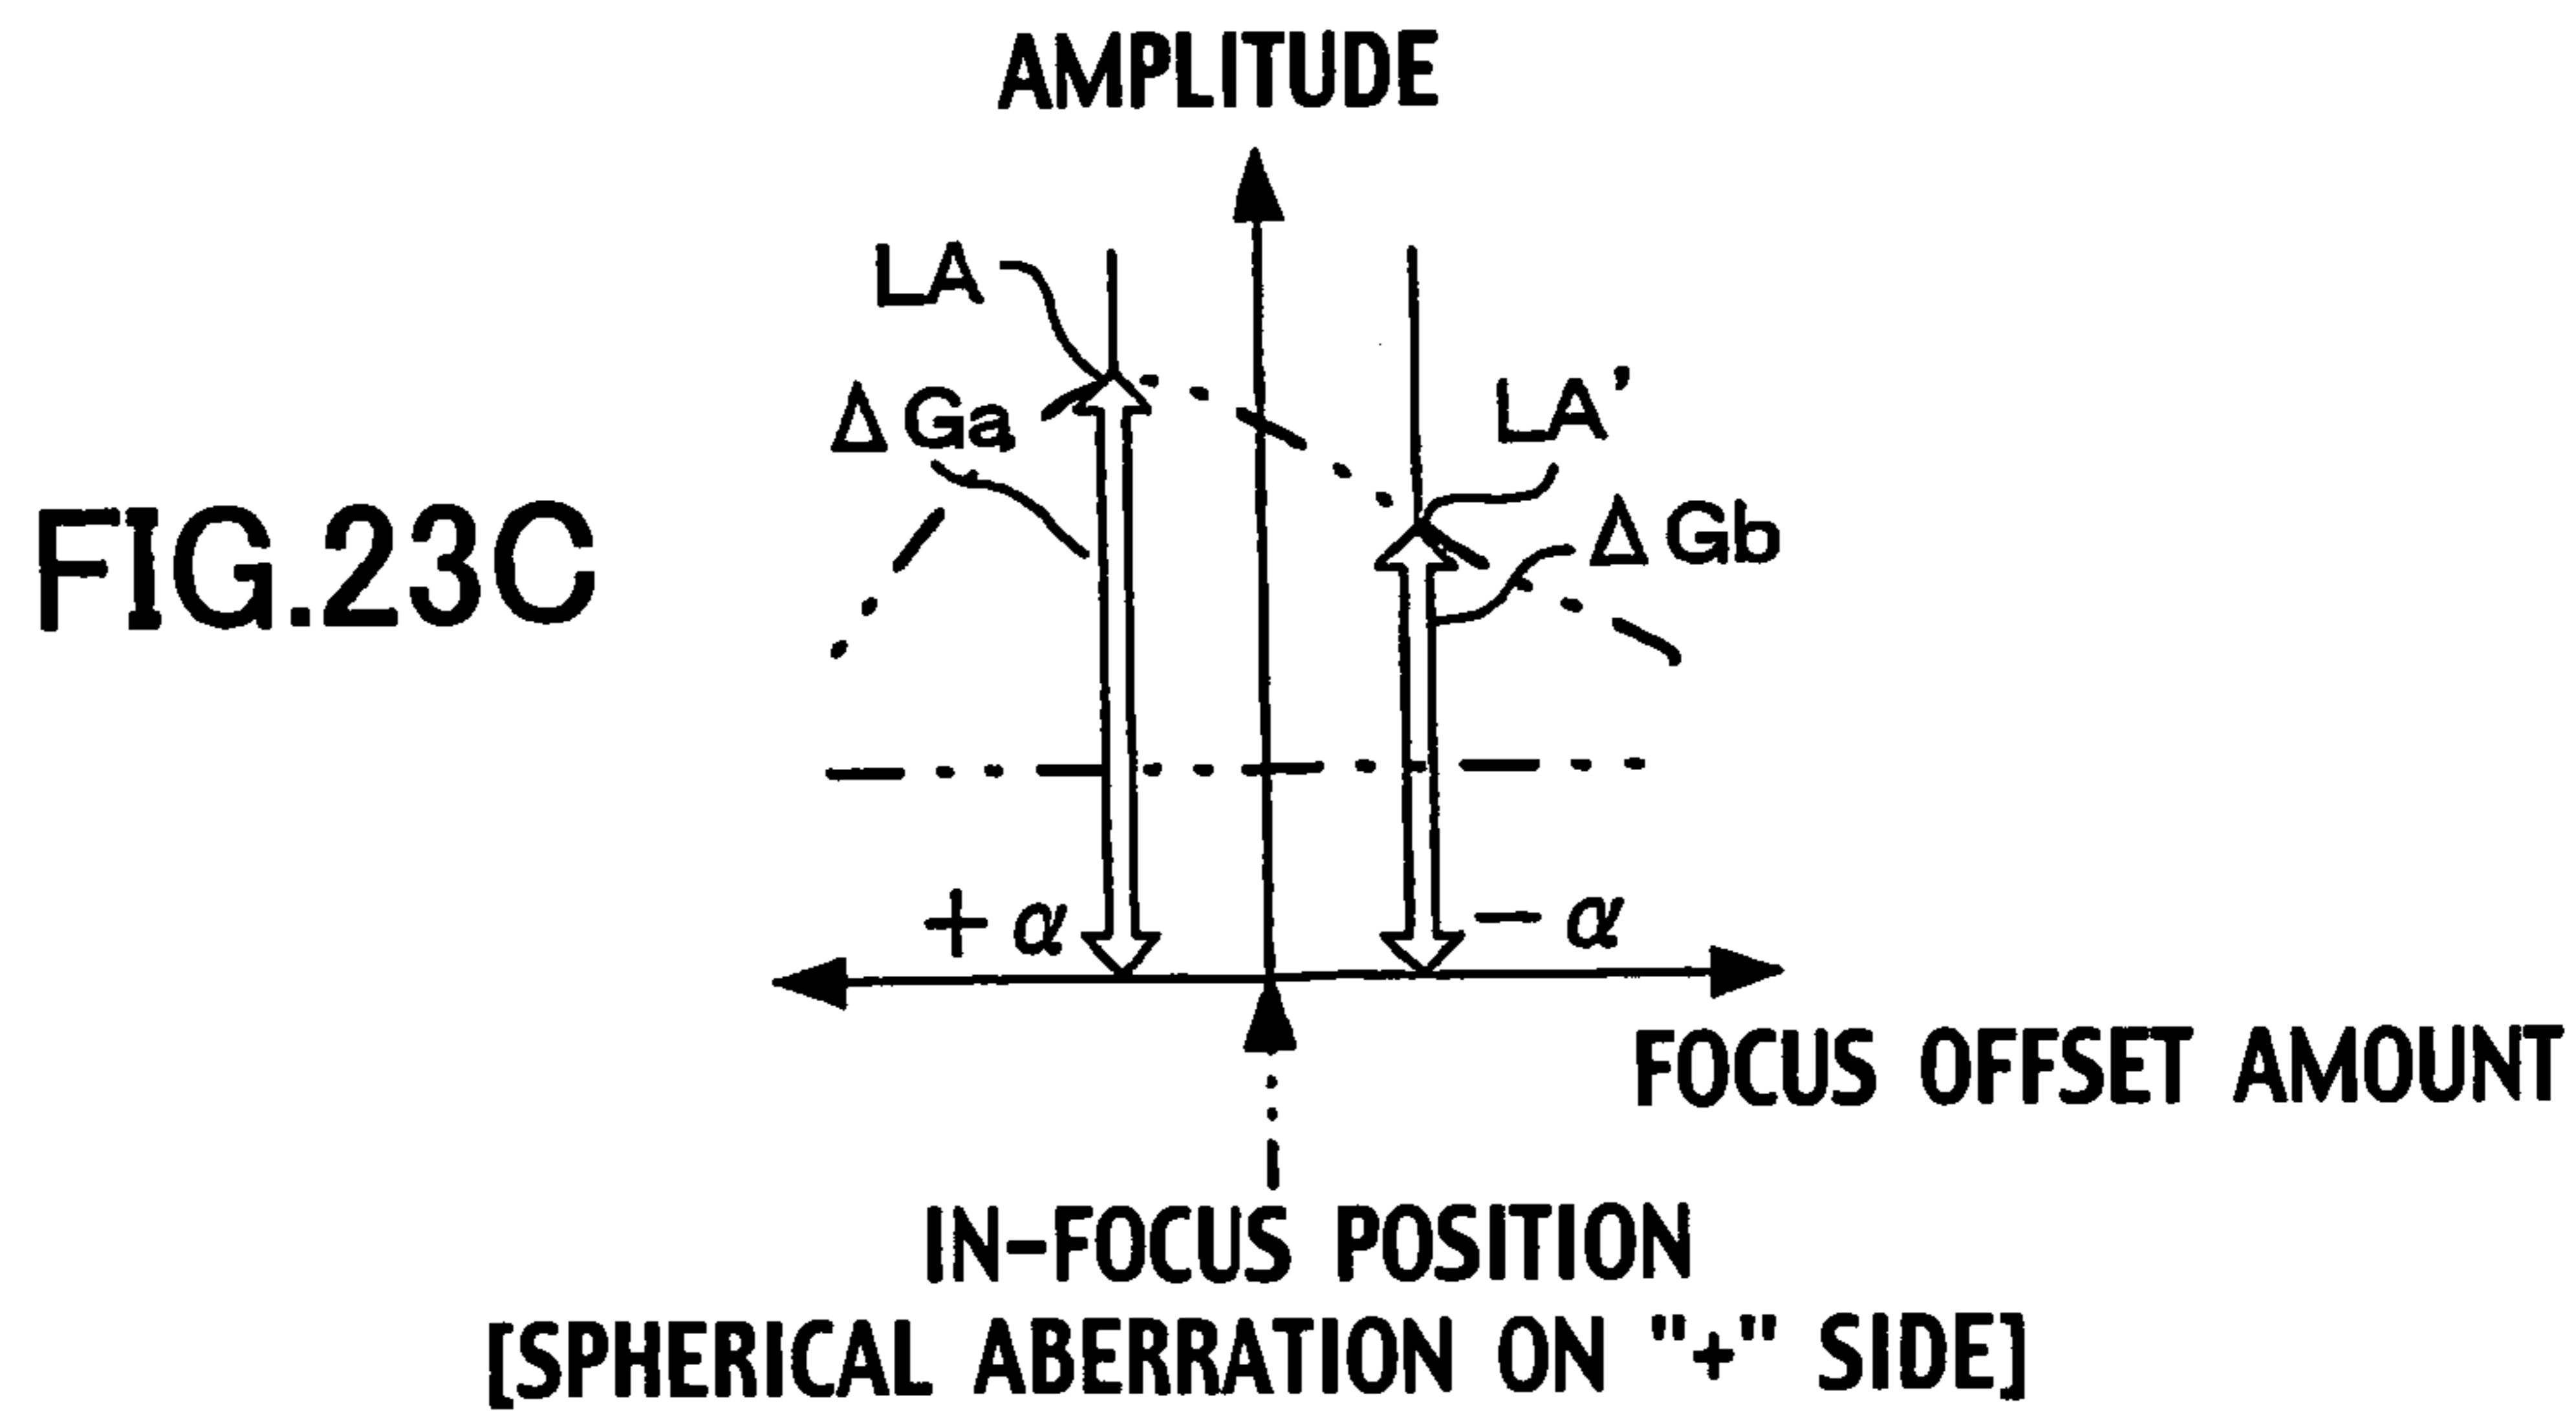 AMPLITUDE
LA
ΔGa
LA'
ΔGb
FIG.23C
+α
−α
FOCUS OFFSET AMOUNT
IN-FOCUS POSITION
[SPHERICAL ABERRATION ON "+" SIDE]